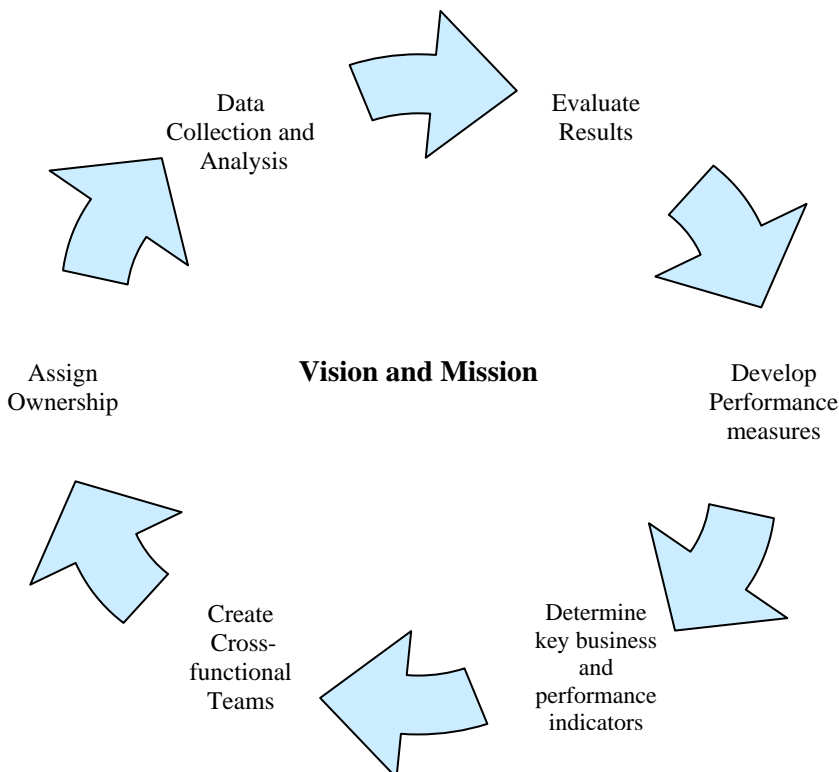 Data
Collection and
Analysis
Evaluate
Results
Assign
Ownership
Vision and Mission
Develop
Performance
measures
Create
Cross-
functional
Teams
Determine
key business
and
performance
indicators